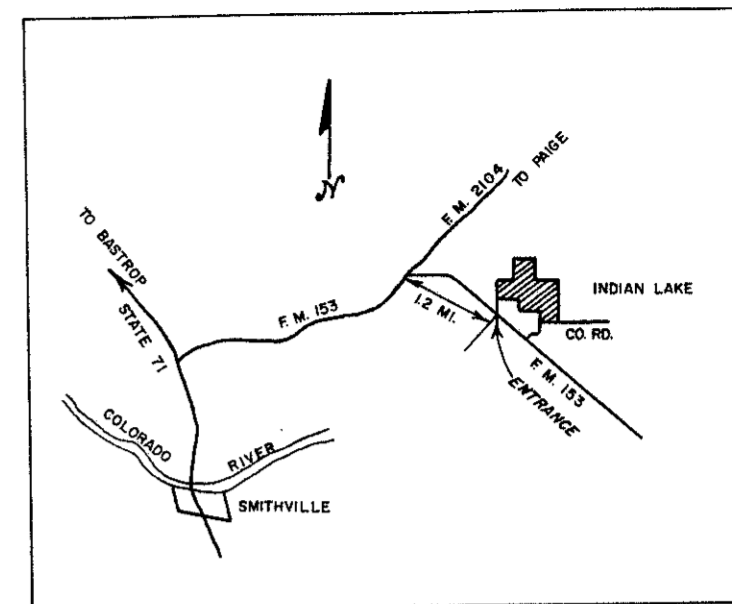 N
TO PAIGE
F. M. 2104
TO BASTROP
STATE 71
INDIAN LAKE
F. M. 153
1.2 MI.
CO. RD.
F. M. 153
ENTRANCE
COLORADO
RIVER
SMITHVILLE